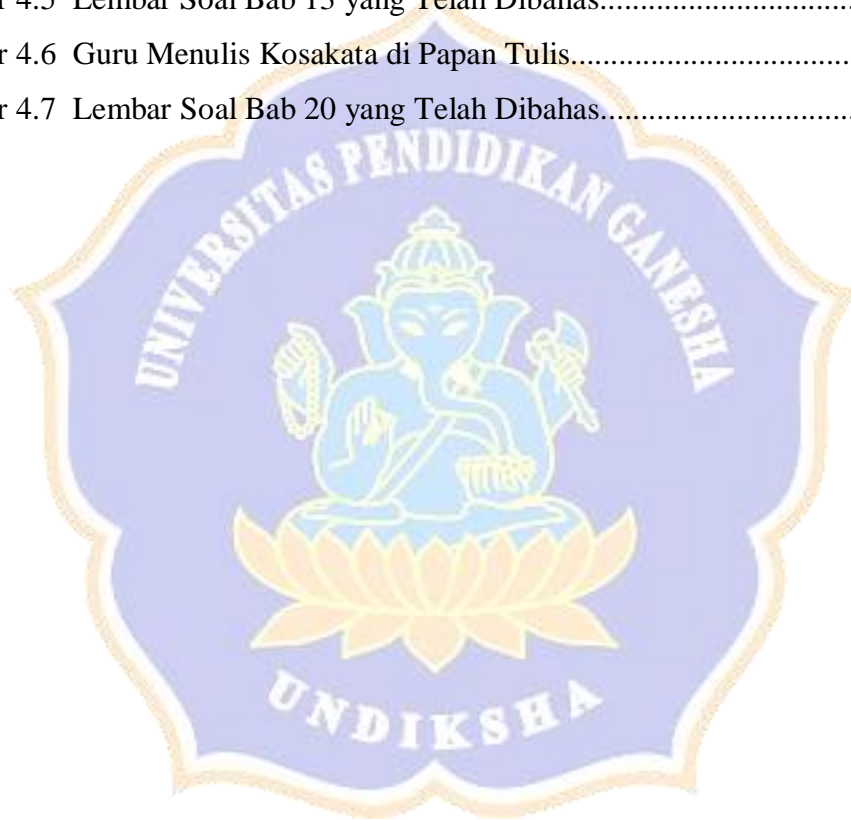 r 4.5 Lembar Soal Bab 15 yang Telah Dibahas................................
r 4.6 Guru Menulis Kosakata di Papan Tulis....................................
r 4.7 Lembar Soal Bab 20 yang Telah Dibahas................................
UNIVERSITAS PENDIDIKAN GANESHA
UNDIKSHA